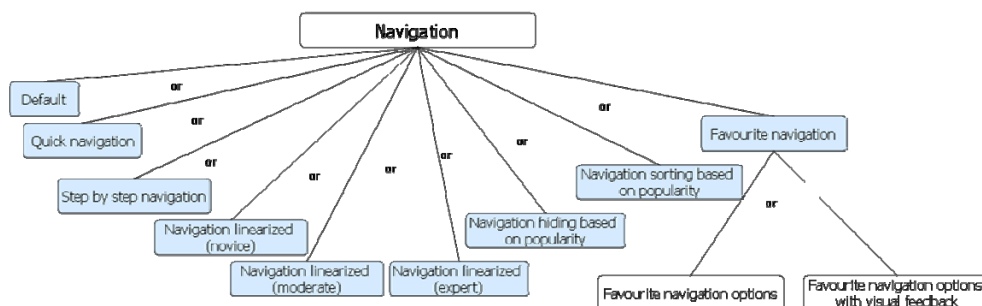 Navigation
Default
or
Quick navigation
or
Step by step navigation
or
Navigation linearized
(novice)
or
Navigation linearized
(moderate)
or
Navigation linearized
(expert)
or
Navigation hiding based
on popularity
or
Navigation sorting based
on popularity
or
Favourite navigation
or
Favourite navigation options
Favourite navigation options
with visual feedback